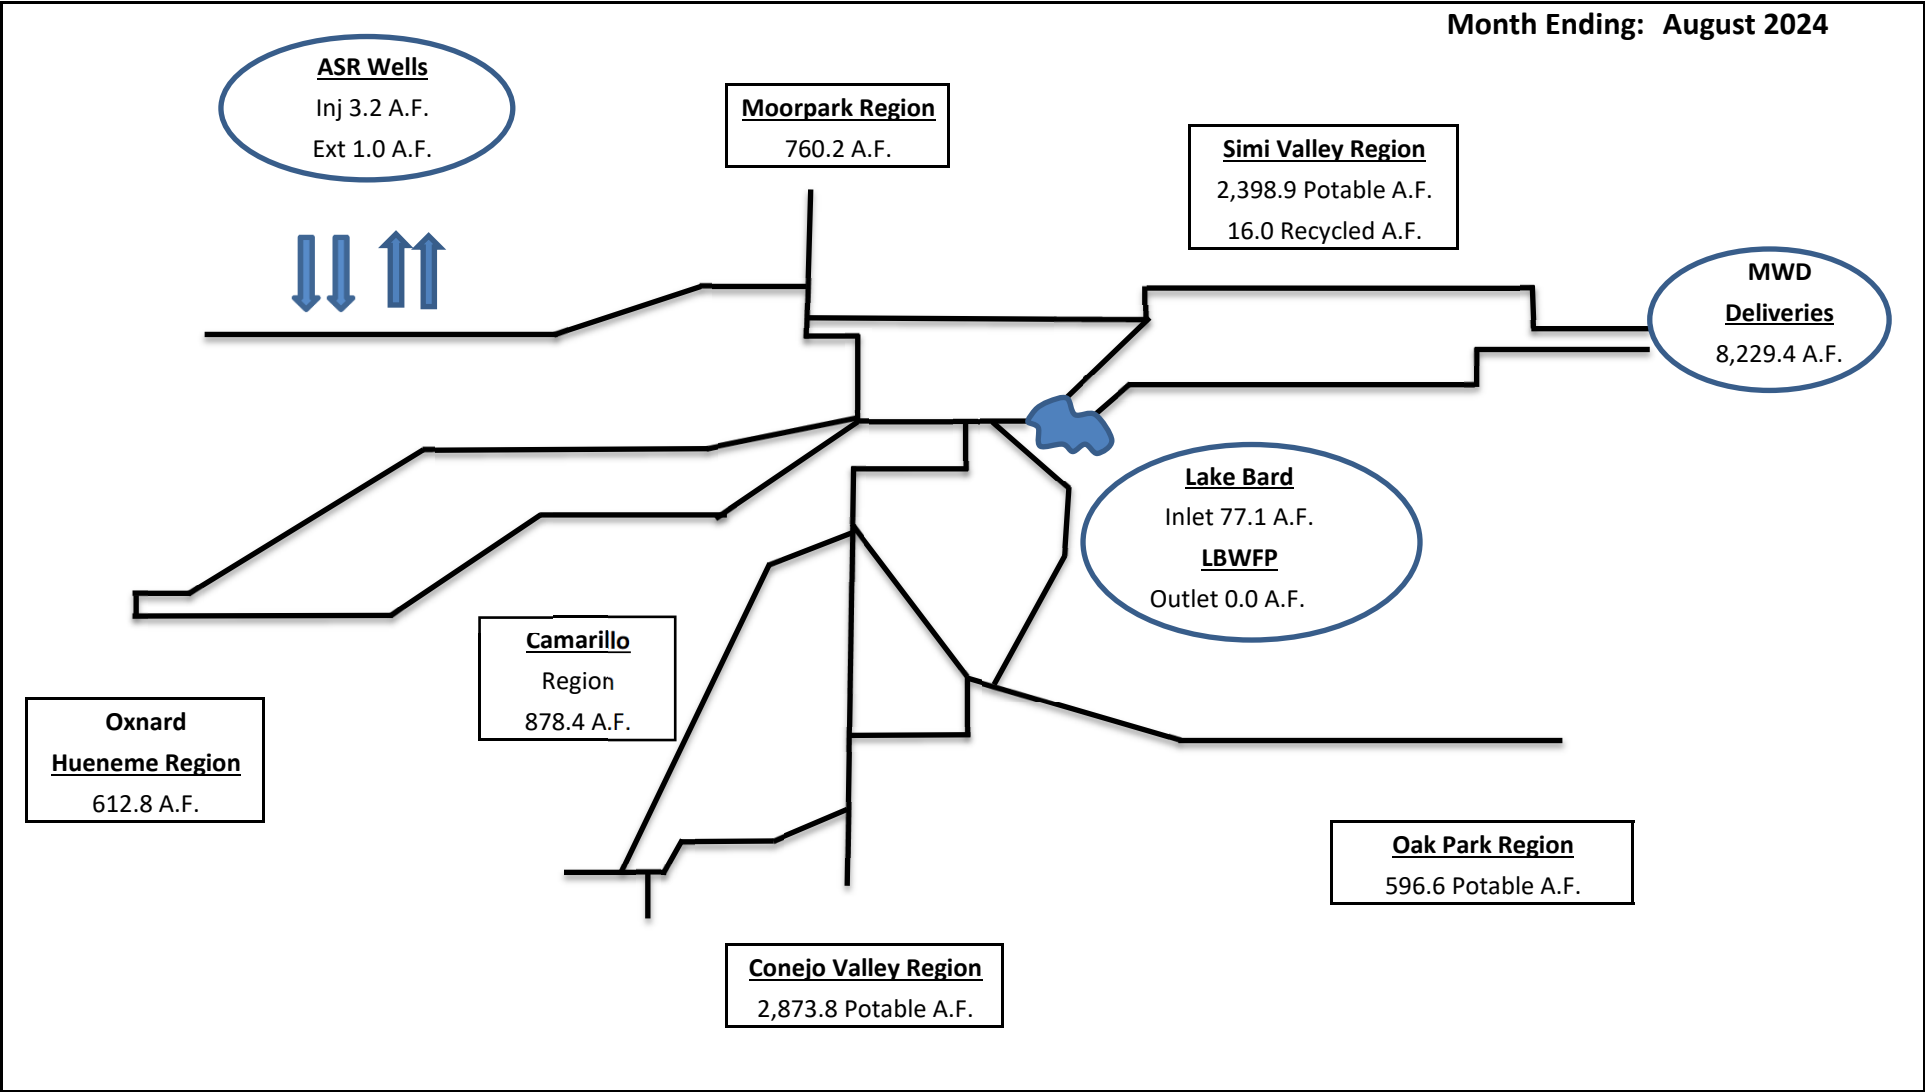 Month Ending: August 2024
ASR Wells
Inj 3.2 A.F.
Ext 1.0 A.F.
Moorpark Region
760.2 A.F.
Simi Valley Region
2,398.9 Potable A.F.
16.0 Recycled A.F.
MWD
Deliveries
8,229.4 A.F.
Lake Bard
Inlet 77.1 A.F.
LBWFP
Outlet 0.0 A.F.
Camarillo
Region
878.4 A.F.
Oxnard
Hueneme Region
612.8 A.F.
Oak Park Region
596.6 Potable A.F.
Conejo Valley Region
2,873.8 Potable A.F.